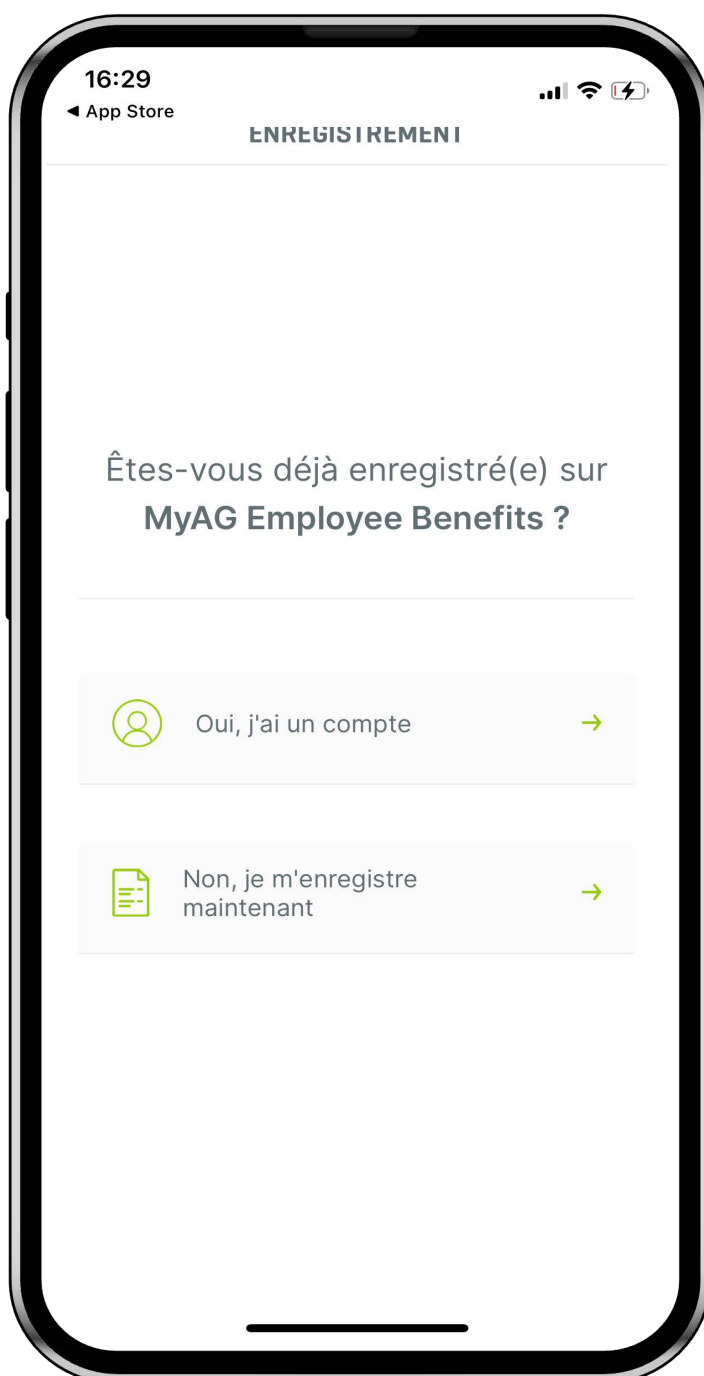 16:29
◀ App Store
ENREGISTREMENT
Êtes-vous déjà enregistré(e) sur
MyAG Employee Benefits ?
Oui, j'ai un compte
Non, je m'enregistre
maintenant